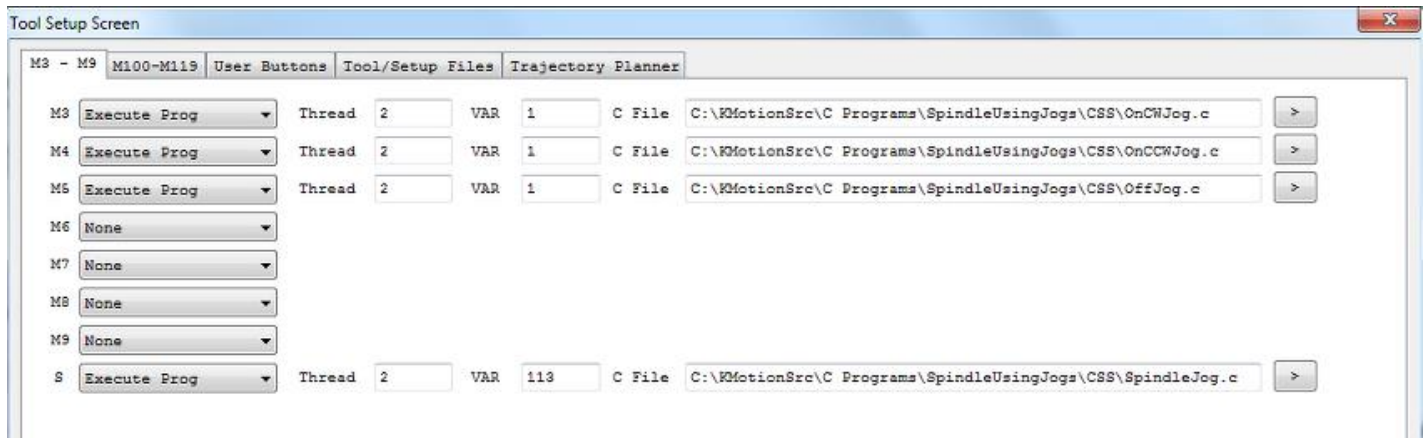 Tool Setup Screen
M3 - M9 M100-M119 User Buttons Tool/Setup Files Trajectory Planner
M3 Execute Prog Thread 2 VAR 1 C File C:\KMotionSrc\C Programs\SpindleUsingJogs\CSS\OnCWJog.c >
M4 Execute Prog Thread 2 VAR 1 C File C:\KMotionSrc\C Programs\SpindleUsingJogs\CSS\OnCCWJog.c >
M5 Execute Prog Thread 2 VAR 1 C File C:\KMotionSrc\C Programs\SpindleUsingJogs\CSS\OffJog.c >
M6 None
M7 None
M8 None
M9 None
S Execute Prog Thread 2 VAR 113 C File C:\KMotionSrc\C Programs\SpindleUsingJogs\CSS\SpindleJog.c >